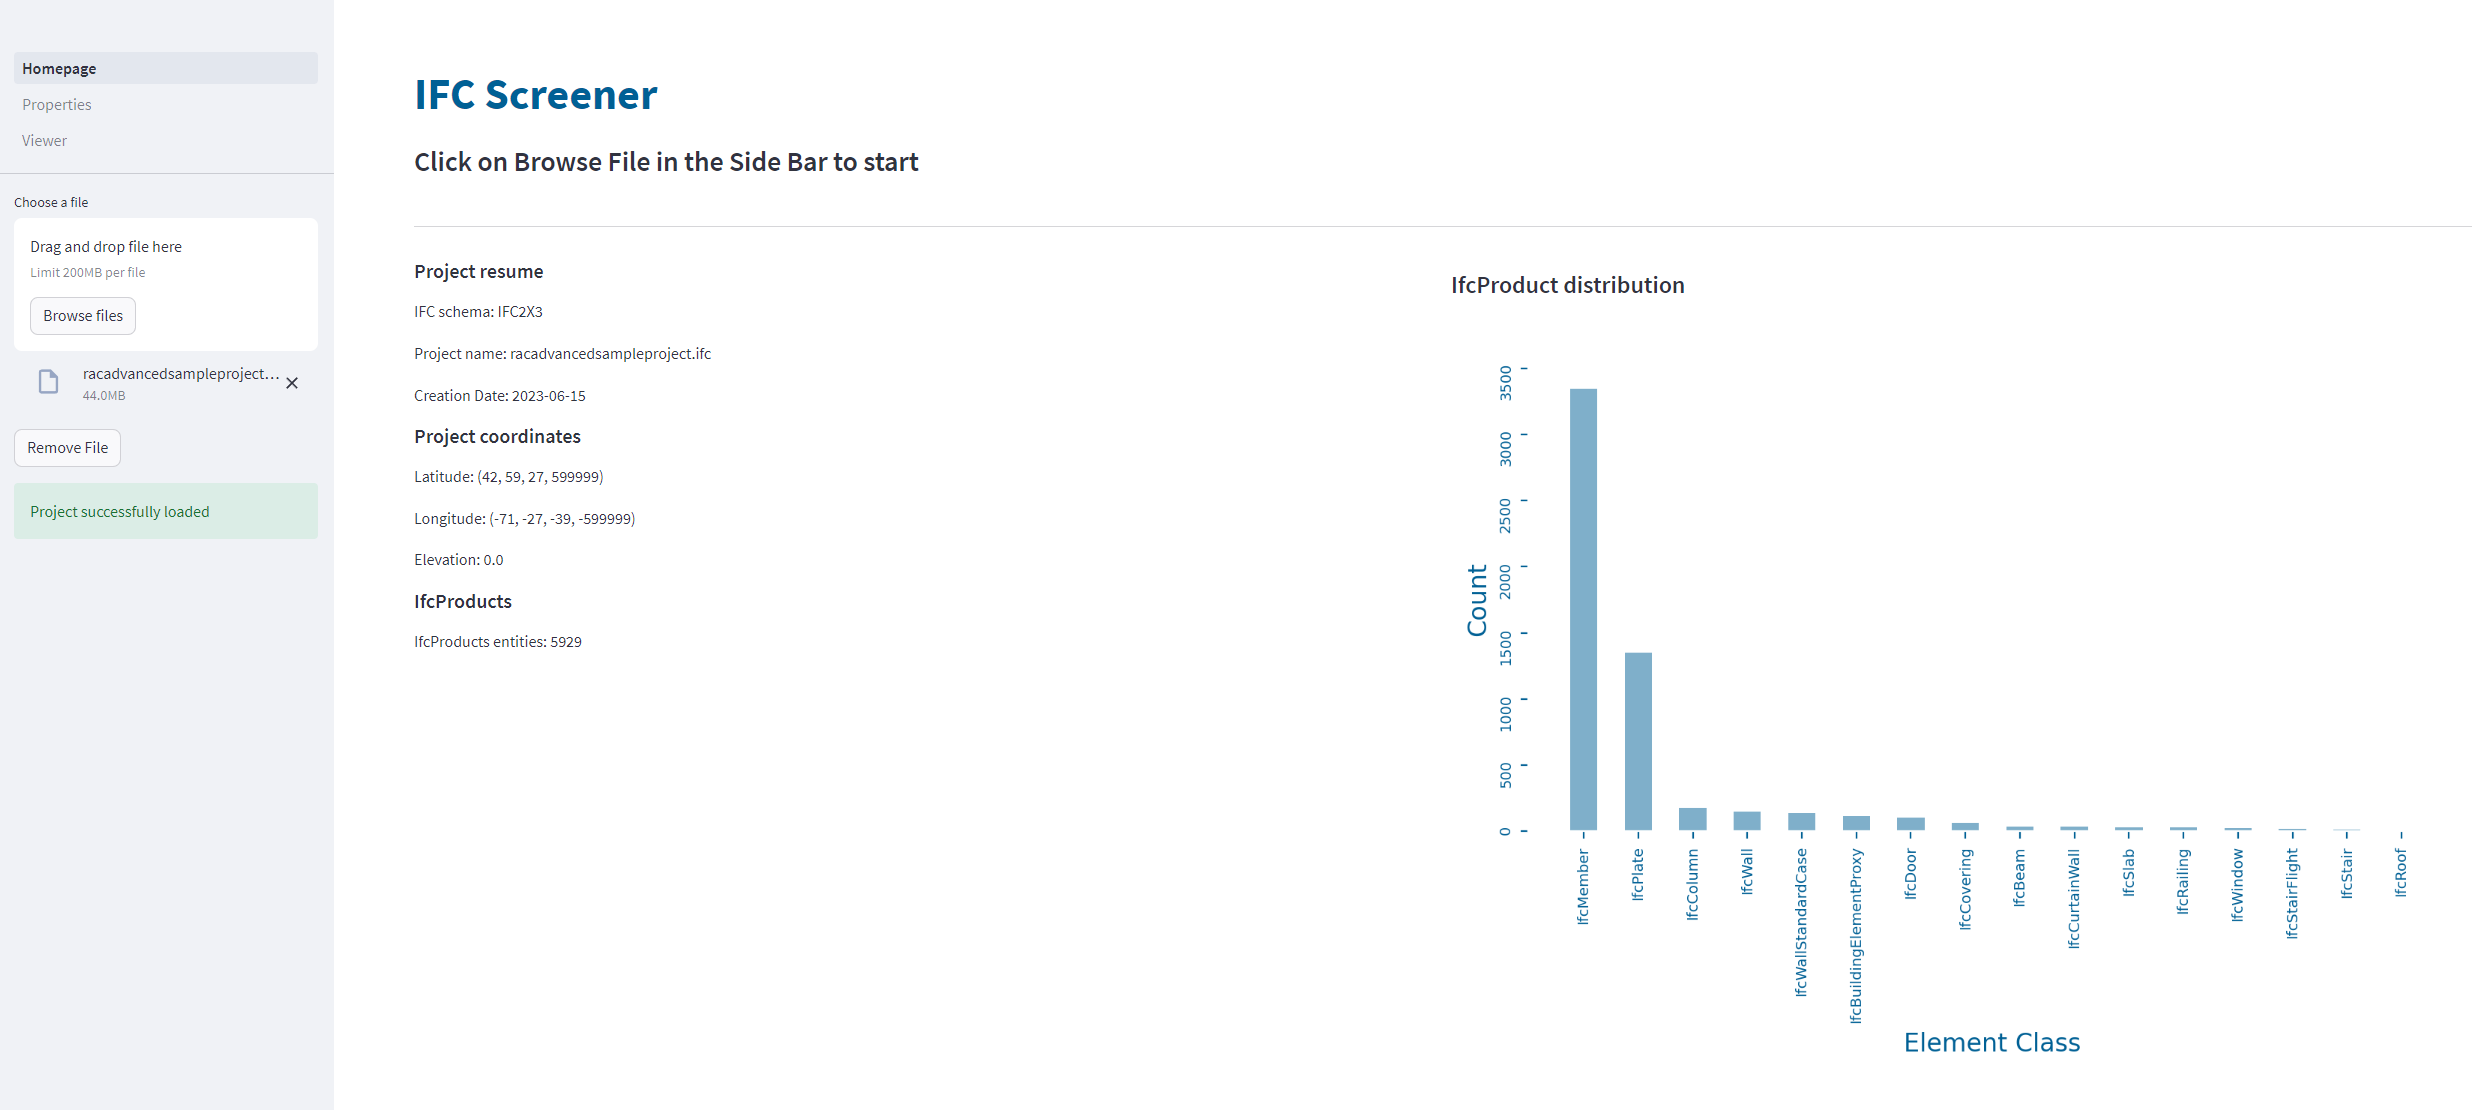 Homepage
Properties
Viewer
Choose a file
Drag and drop file here
Limit 200MB per file
Browse files
racadvancedsampleproject...
44.0MB
Remove File
Project successfully loaded
IFC Screener
Click on Browse File in the Side Bar to start
Project resume
IFC schema: IFC2X3
Project name: racadvancedsampleproject.ifc
Creation Date: 2023-06-15
Project coordinates
Latitude: (42, 59, 27, 599999)
Longitude: (-71, -27, -39, -599999)
Elevation: 0.0
IfcProducts
IfcProducts entities: 5929
IfcProduct distribution
Count
3500
3000
2500
2000
1500
1000
500
0
IfcMember
IfcPlate
IfcColumn
IfcWall
IfcWallStandardCase
IfcBuildingElementProxy
IfcDoor
IfcCovering
IfcBeam
IfcCurtainWall
IfcSlab
IfcRailing
IfcWindow
IfcStairFlight
IfcStair
IfcRoof
Element Class